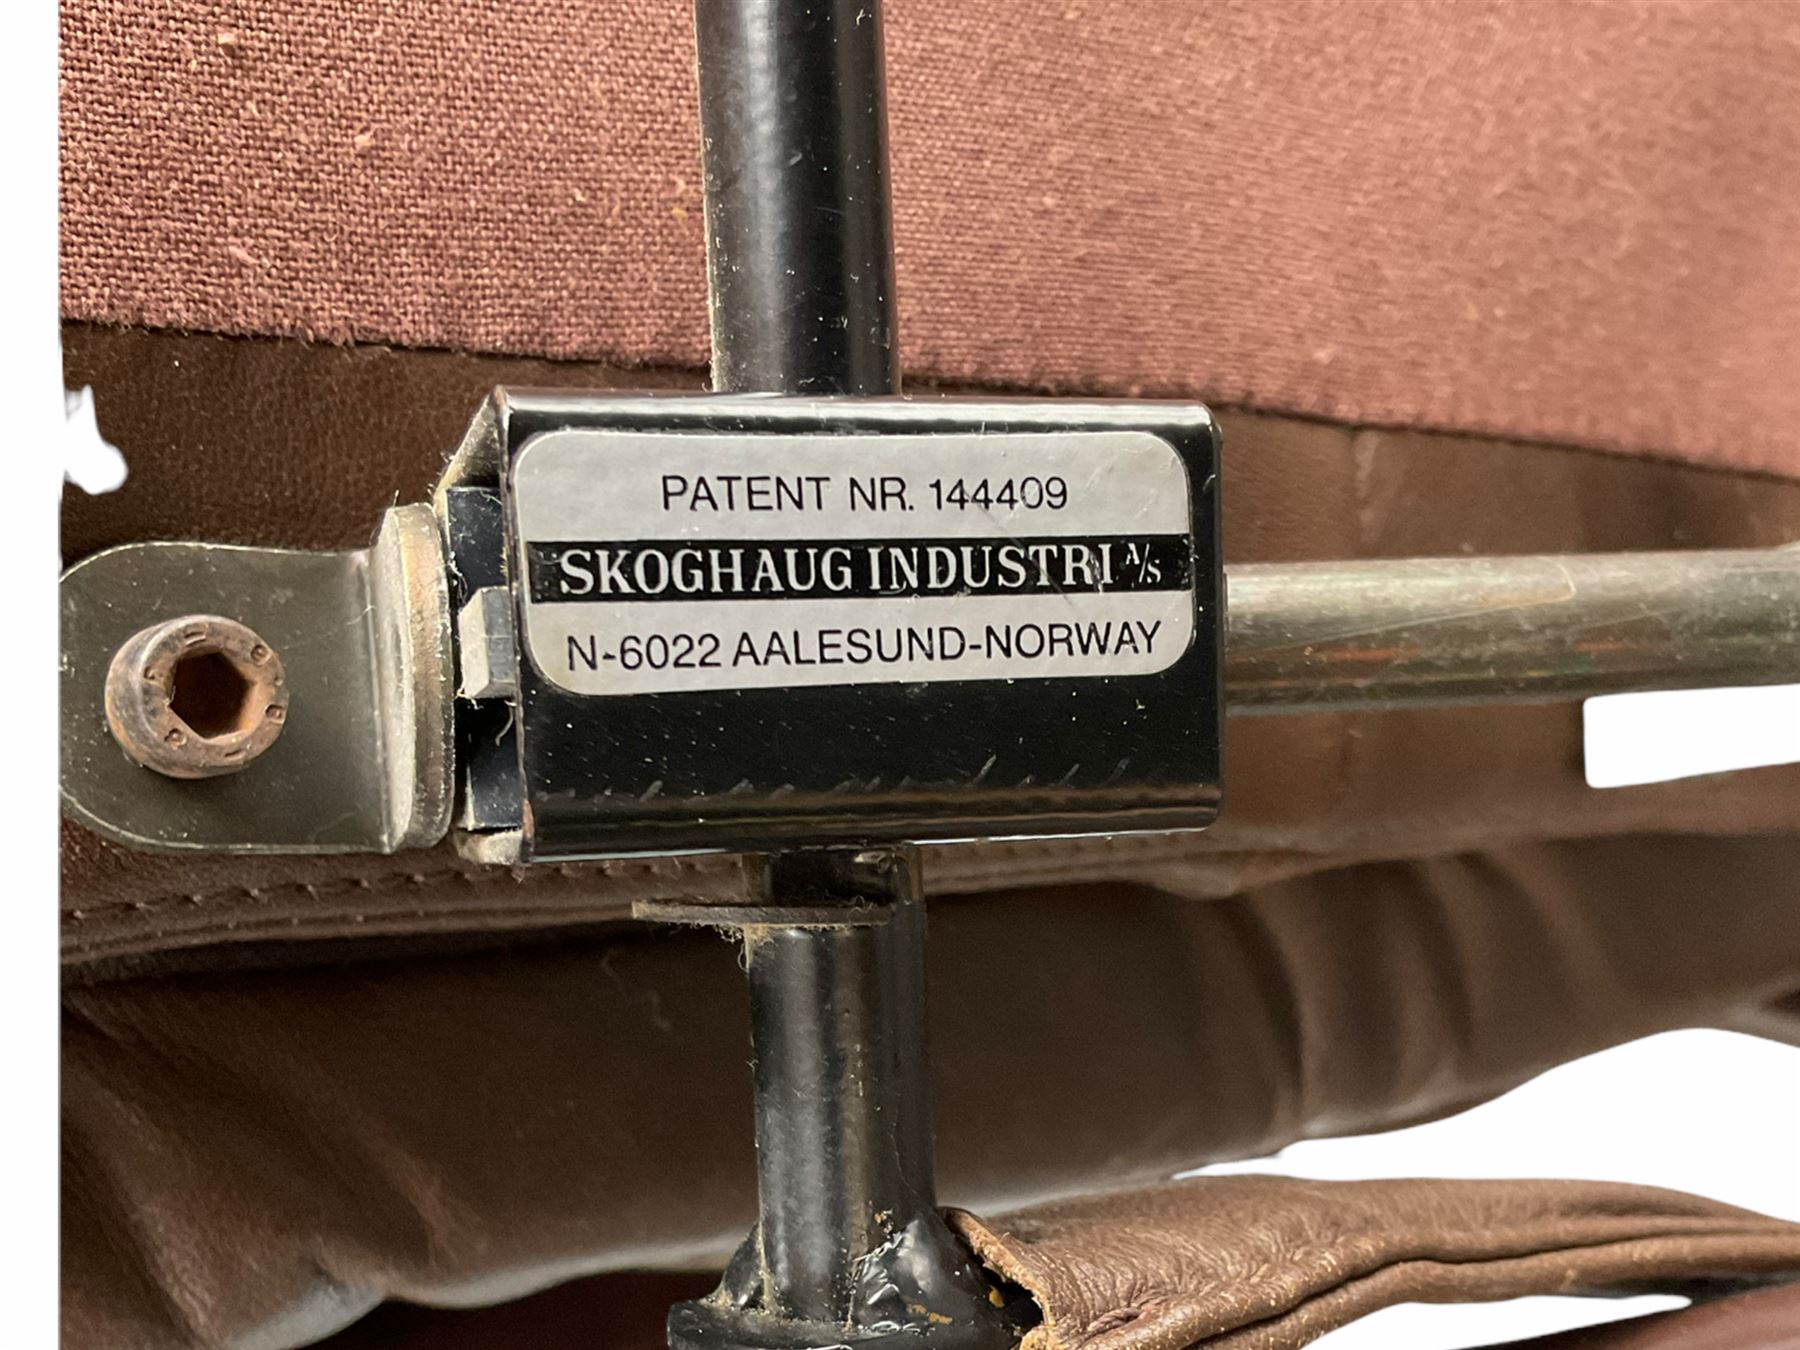 PATENT NR. 144409
SKOGHAUG INDUSTRI A/S
N-6022 AALESUND-NORWAY